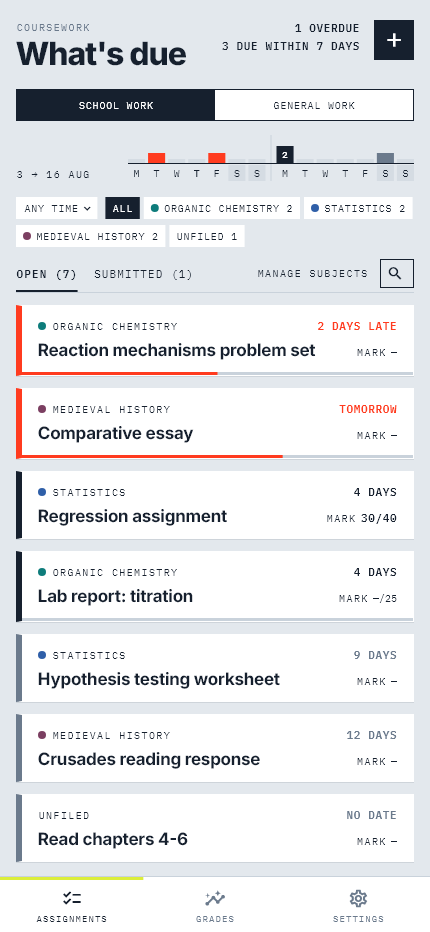 COURSEWORK
What's due
1 OVERDUE
3 DUE WITHIN 7 DAYS
+
SCHOOL WORK
GENERAL WORK
2
3 → 16 AUG
M T W T F S S M T W T F S S
ANY TIME
ALL
ORGANIC CHEMISTRY 2
STATISTICS 2
MEDIEVAL HISTORY 2
UNFILED 1
OPEN (7)
SUBMITTED (1)
MANAGE SUBJECTS
ORGANIC CHEMISTRY
2 DAYS LATE
Reaction mechanisms problem set
MARK —
MEDIEVAL HISTORY
TOMORROW
Comparative essay
MARK —
STATISTICS
4 DAYS
Regression assignment
MARK 30/40
ORGANIC CHEMISTRY
4 DAYS
Lab report: titration
MARK —/25
STATISTICS
9 DAYS
Hypothesis testing worksheet
MARK —
MEDIEVAL HISTORY
12 DAYS
Crusades reading response
MARK —
UNFILED
NO DATE
Read chapters 4-6
MARK —
ASSIGNMENTS
GRADES
SETTINGS